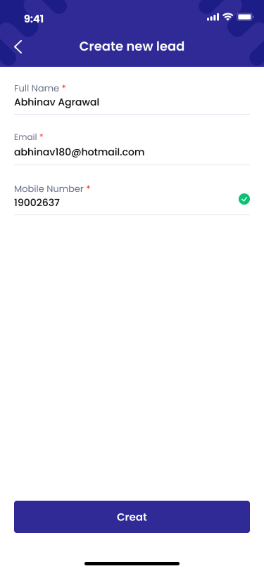 9:41
Create new lead
Full Name *
Abhinav Agrawal
Email *
abhinav180@hotmail.com
Mobile Number *
19002637
Creat